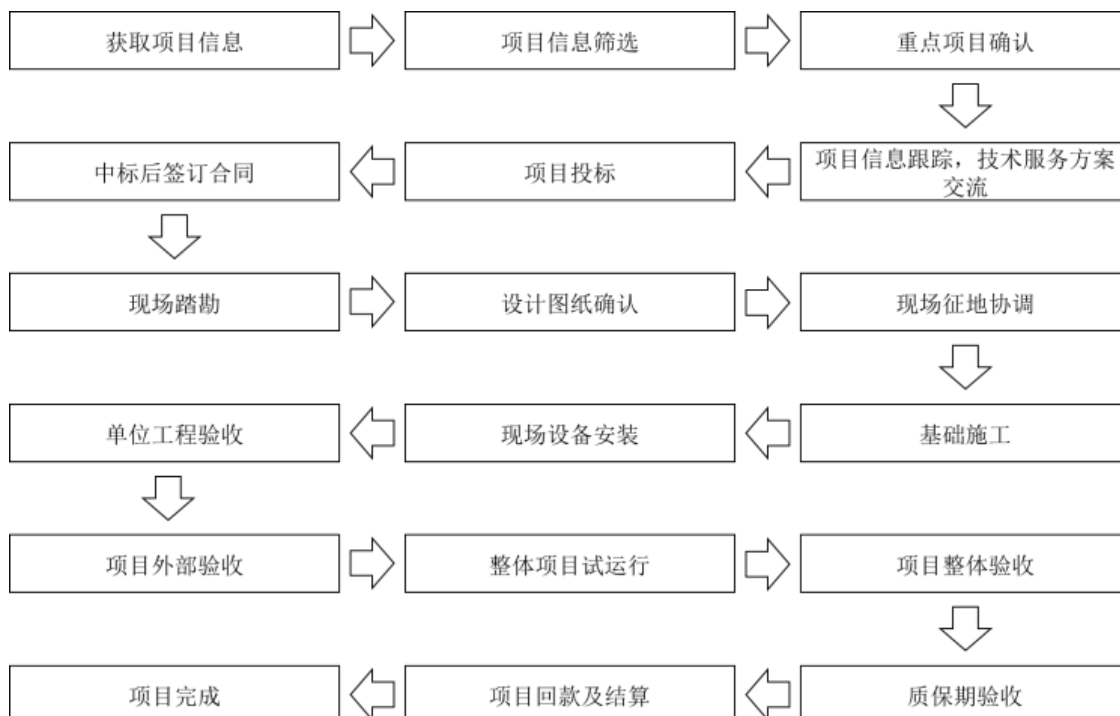 获取项目信息
项目信息筛选
重点项目确认
项目信息跟踪，技术服务方案
交流
项目投标
中标后签订合同
现场踏勘
设计图纸确认
现场征地协调
基础施工
现场设备安装
单位工程验收
项目外部验收
整体项目试运行
项目整体验收
质保期验收
项目回款及结算
项目完成